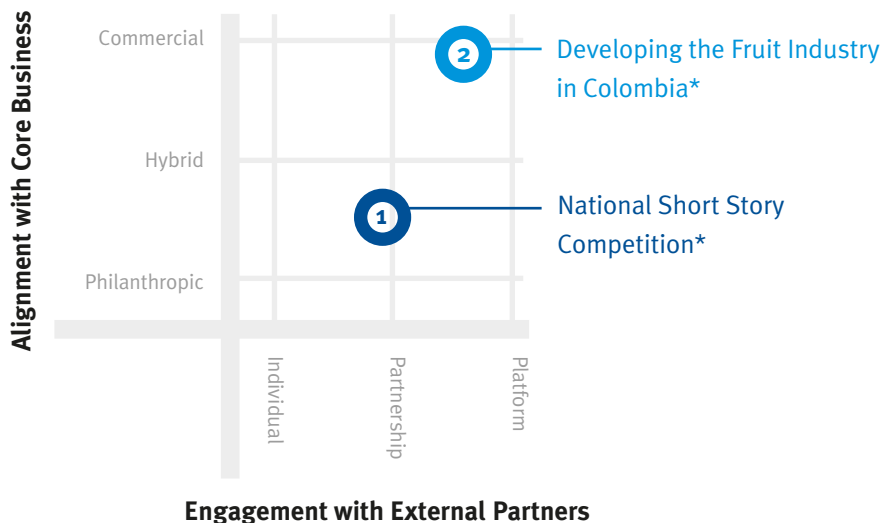 Alignment with Core Business
Commercial
Hybrid
Philanthropic
2
Developing the Fruit Industry
in Colombia*
1
National Short Story
Competition*
Individual
Partnership
Platform
Engagement with External Partners